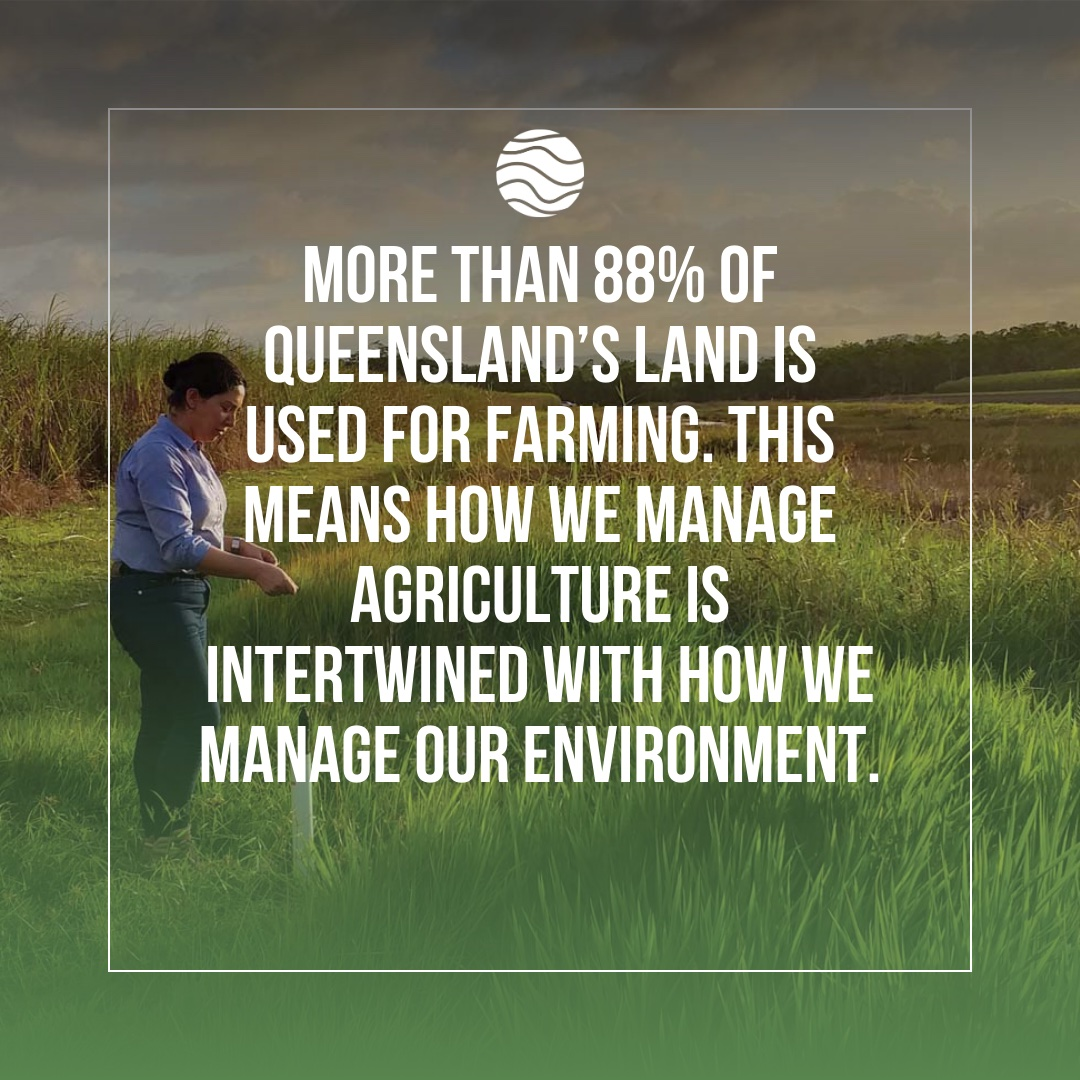 MORE THAN 88% OF
QUEENSLAND’S LAND IS
USED FOR FARMING. THIS
MEANS HOW WE MANAGE
AGRICULTURE IS
INTERTWINED WITH HOW WE
MANAGE OUR ENVIRONMENT.